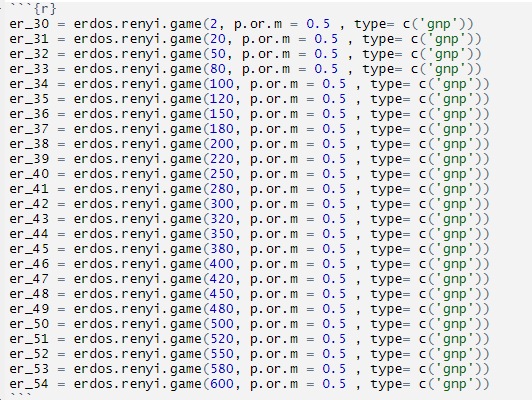 ```{r}
er_30 = erdos.renyi.game(2, p.or.m = 0.5 , type= c('gnp'))
er_31 = erdos.renyi.game(20, p.or.m = 0.5 , type= c('gnp'))
er_32 = erdos.renyi.game(50, p.or.m = 0.5 , type= c('gnp'))
er_33 = erdos.renyi.game(80, p.or.m = 0.5 , type= c('gnp'))
er_34 = erdos.renyi.game(100, p.or.m = 0.5 , type= c('gnp'))
er_35 = erdos.renyi.game(120, p.or.m = 0.5 , type= c('gnp'))
er_36 = erdos.renyi.game(150, p.or.m = 0.5 , type= c('gnp'))
er_37 = erdos.renyi.game(180, p.or.m = 0.5 , type= c('gnp'))
er_38 = erdos.renyi.game(200, p.or.m = 0.5 , type= c('gnp'))
er_39 = erdos.renyi.game(220, p.or.m = 0.5 , type= c('gnp'))
er_40 = erdos.renyi.game(250, p.or.m = 0.5 , type= c('gnp'))
er_41 = erdos.renyi.game(280, p.or.m = 0.5 , type= c('gnp'))
er_42 = erdos.renyi.game(300, p.or.m = 0.5 , type= c('gnp'))
er_43 = erdos.renyi.game(320, p.or.m = 0.5 , type= c('gnp'))
er_44 = erdos.renyi.game(350, p.or.m = 0.5 , type= c('gnp'))
er_45 = erdos.renyi.game(380, p.or.m = 0.5 , type= c('gnp'))
er_46 = erdos.renyi.game(400, p.or.m = 0.5 , type= c('gnp'))
er_47 = erdos.renyi.game(420, p.or.m = 0.5 , type= c('gnp'))
er_48 = erdos.renyi.game(450, p.or.m = 0.5 , type= c('gnp'))
er_49 = erdos.renyi.game(480, p.or.m = 0.5 , type= c('gnp'))
er_50 = erdos.renyi.game(500, p.or.m = 0.5 , type= c('gnp'))
er_51 = erdos.renyi.game(520, p.or.m = 0.5 , type= c('gnp'))
er_52 = erdos.renyi.game(550, p.or.m = 0.5 , type= c('gnp'))
er_53 = erdos.renyi.game(580, p.or.m = 0.5 , type= c('gnp'))
er_54 = erdos.renyi.game(600, p.or.m = 0.5 , type= c('gnp'))
```